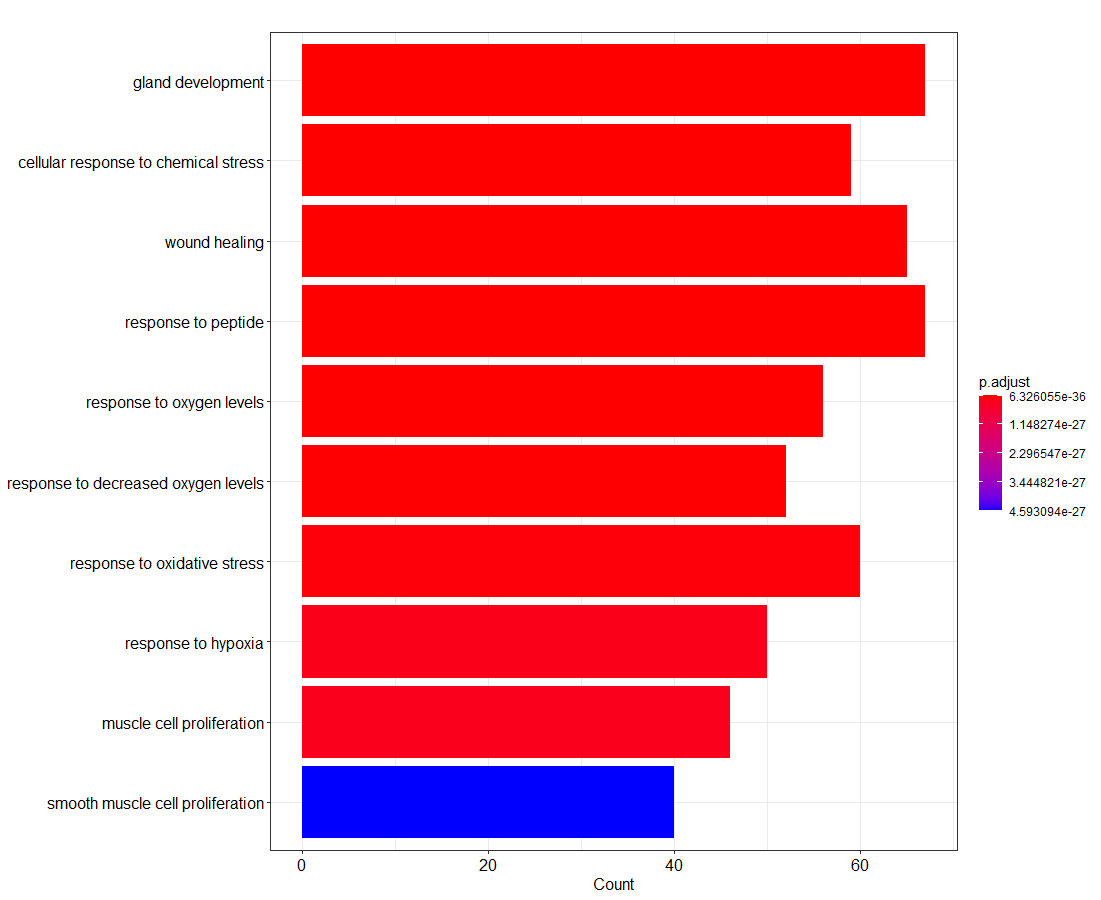 gland development
cellular response to chemical stress
wound healing
response to peptide
response to oxygen levels
response to decreased oxygen levels
response to oxidative stress
response to hypoxia
muscle cell proliferation
smooth muscle cell proliferation
0 20 40 60
Count
p.adjust
6.326055e-36
1.148274e-27
2.296547e-27
3.444821e-27
4.593094e-27